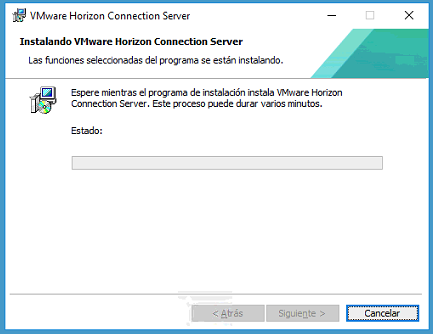 VMware Horizon Connection Server
Instalando VMware Horizon Connection Server
Las funciones seleccionadas del programa se están instalando.
Espere mientras el programa de instalación instala VMware Horizon
Connection Server. Este proceso puede durar varios minutos.
Estado:
< Atrás
Siguiente >
Cancelar